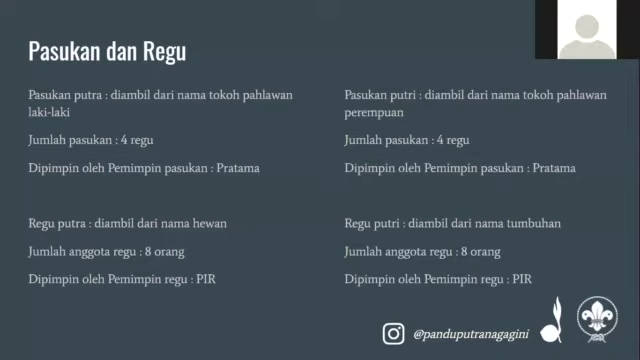 Pasukan dan Regu
Pasukan putra : diambil dari nama tokoh pahlawan
laki-laki
Jumlah pasukan : 4 regu
Dipimpin oleh Pemimpin pasukan : Pratama
Regu putra : diambil dari nama hewan
Jumlah anggota regu : 8 orang
Dipimpin oleh Pemimpin regu : PIR
Pasukan putri : diambil dari nama tokoh pahlawan
perempuan
Jumlah pasukan : 4 regu
Dipimpin oleh Pemimpin pasukan : Pratama
Regu putri : diambil dari nama tumbuhan
Jumlah anggota regu : 8 orang
Dipimpin oleh Pemimpin regu : PIR
@panduputranagagini